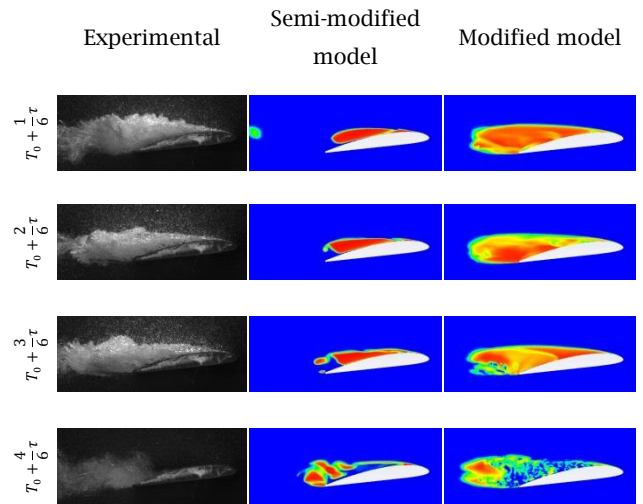 Experimental
Semi-modified
model
Modified model
T₀ + 1/6 τ
T₀ + 2/6 τ
T₀ + 3/6 τ
T₀ + 4/6 τ